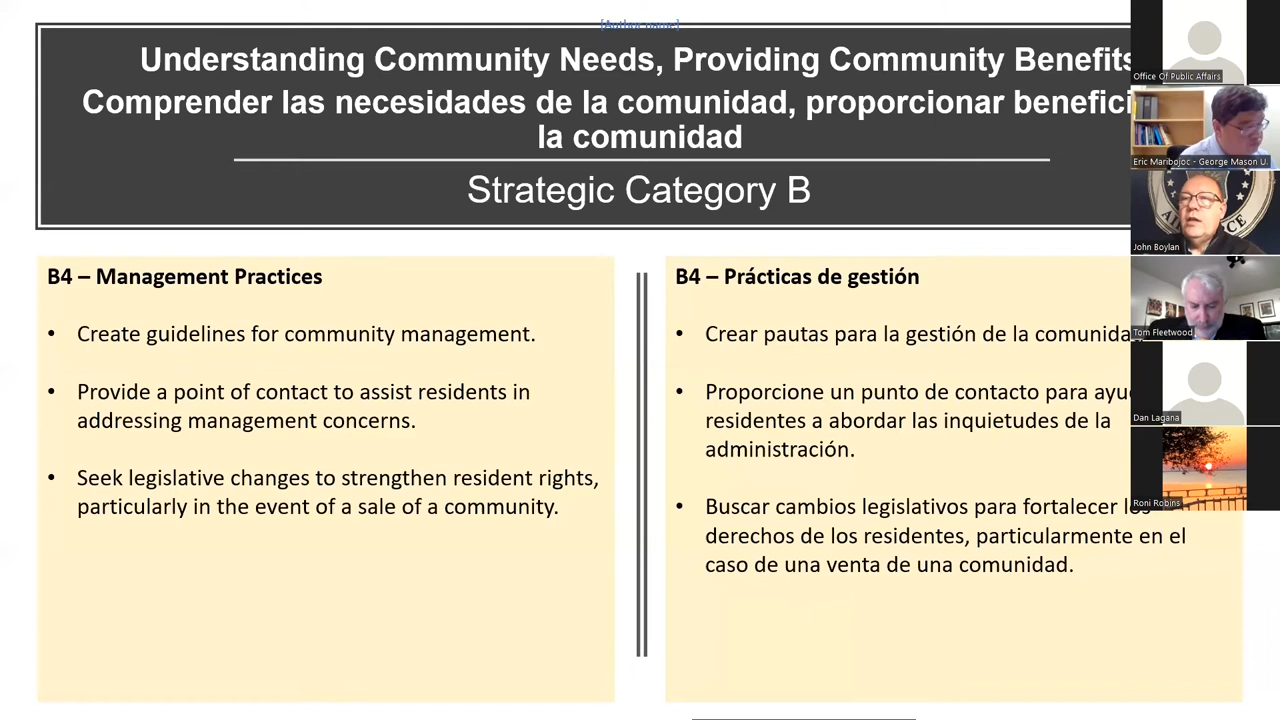 [Author name]
Understanding Community Needs, Providing Community Benefits
Comprender las necesidades de la comunidad, proporcionar benefici
la comunidad
Strategic Category B
B4 – Management Practices
• Create guidelines for community management.
• Provide a point of contact to assist residents in
addressing management concerns.
• Seek legislative changes to strengthen resident rights,
particularly in the event of a sale of a community.
B4 – Prácticas de gestión
• Crear pautas para la gestión de la comunida
• Proporcione un punto de contacto para ayu
residentes a abordar las inquietudes de la
administración.
• Buscar cambios legislativos para fortalecer los
derechos de los residentes, particularmente en el
caso de una venta de una comunidad.
Office Of Public Affairs
Eric Maribojoc - George Mason U.
John Boylan
Tom Fleetwood
Dan Lagana
Roni Robins